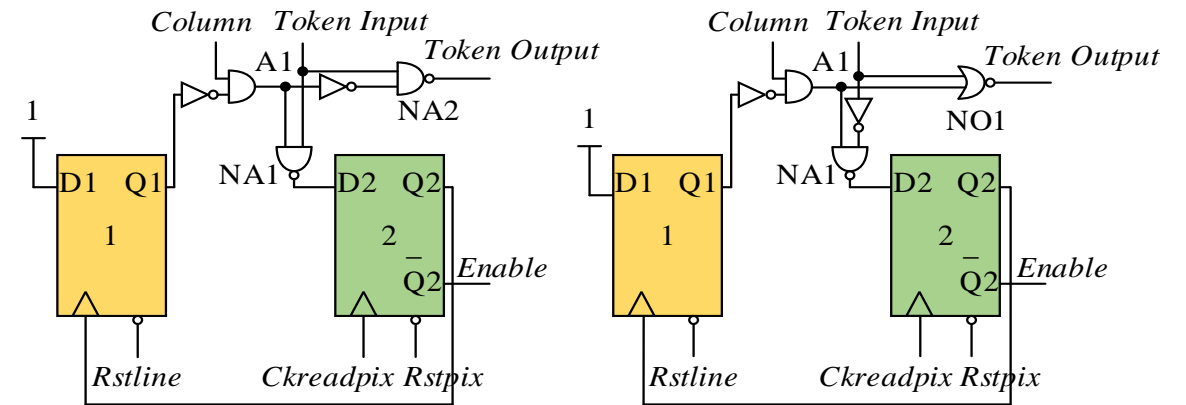 Column Token Input
Token Output
A1
NA2
1
NA1
D1 Q1
D2 Q2
1
2
Q̅2
Enable
Rstline
Ckreadpix Rstpix
Column Token Input
Token Output
A1
NO1
1
NA1
D1 Q1
D2 Q2
1
2
Q̅2
Enable
Rstline
Ckreadpix Rstpix